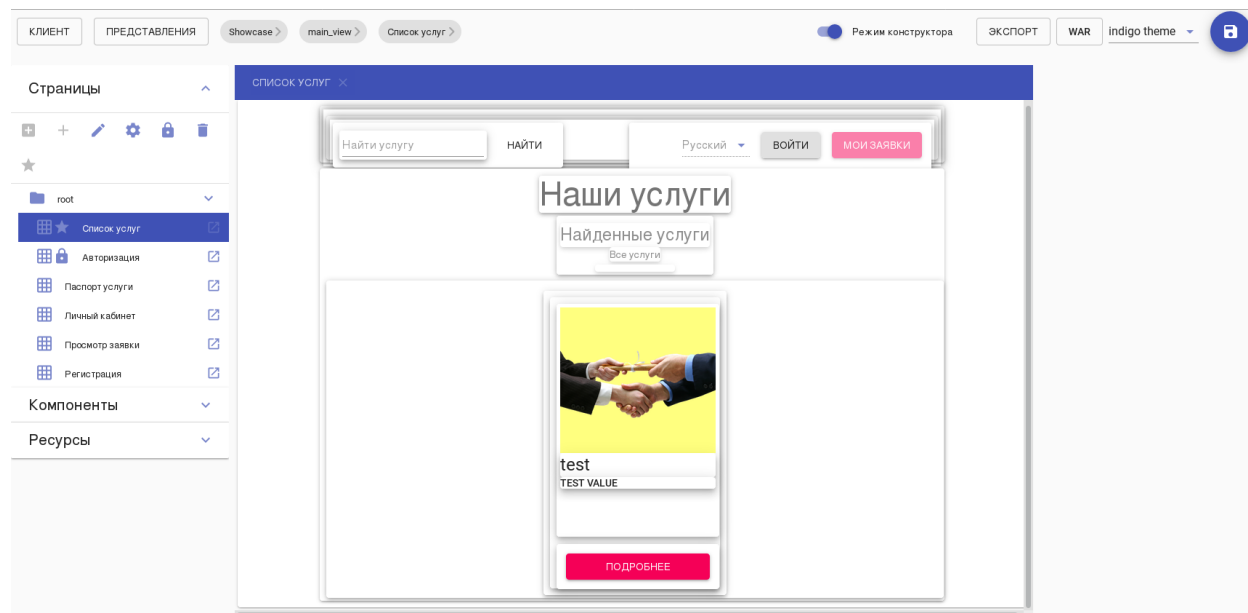 КЛИЕНТ ПРЕДСТАВЛЕНИЯ Showcase main_view Список услуг Режим конструктора ЭКСПОРТ WAR indigo theme
Страницы
СПИСОК УСЛУГ
Найти услугу НАЙТИ Русский ВОЙТИ МОИ ЗАЯВКИ
root
Список услуг
Авторизация
Паспорт услуги
Личный кабинет
Просмотр заявки
Регистрация
Компоненты
Ресурсы
Наши услуги
Найденные услуги
Все услуги
test
TEST VALUE
ПОДРОБНЕЕ